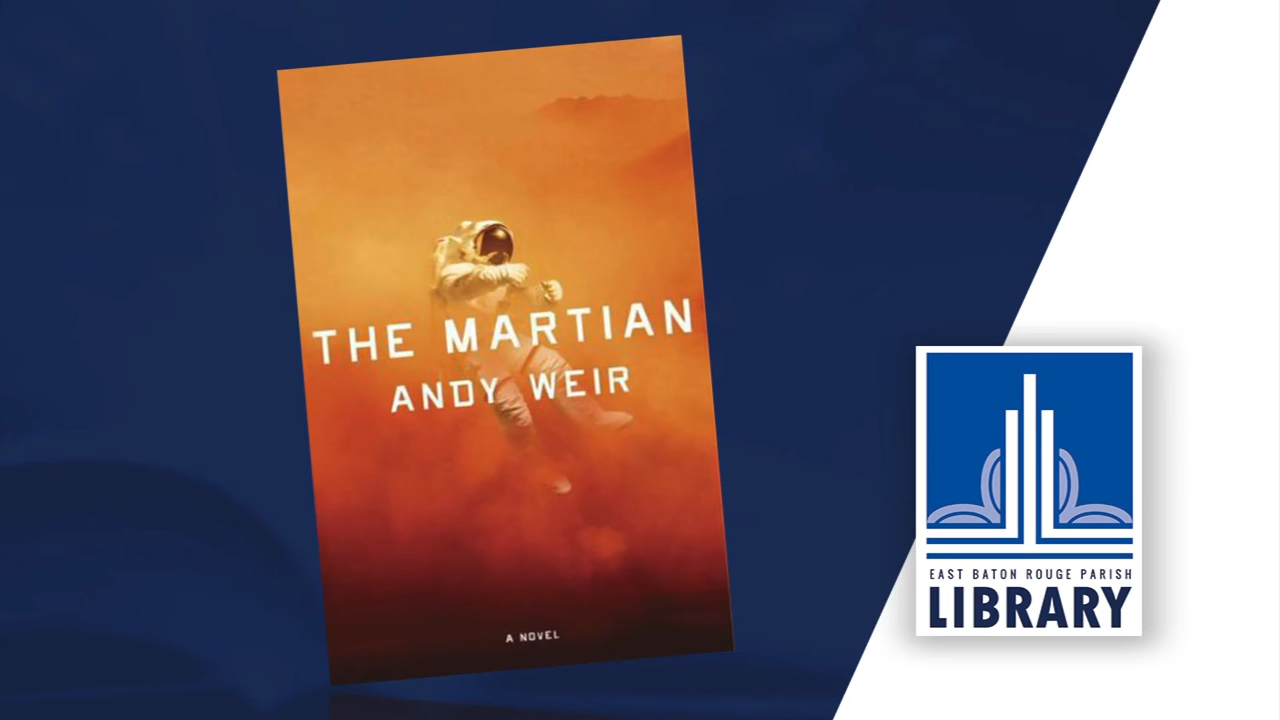 THE MARTIAN
ANDY WEIR
A NOVEL
EAST BATON ROUGE PARISH
LIBRARY